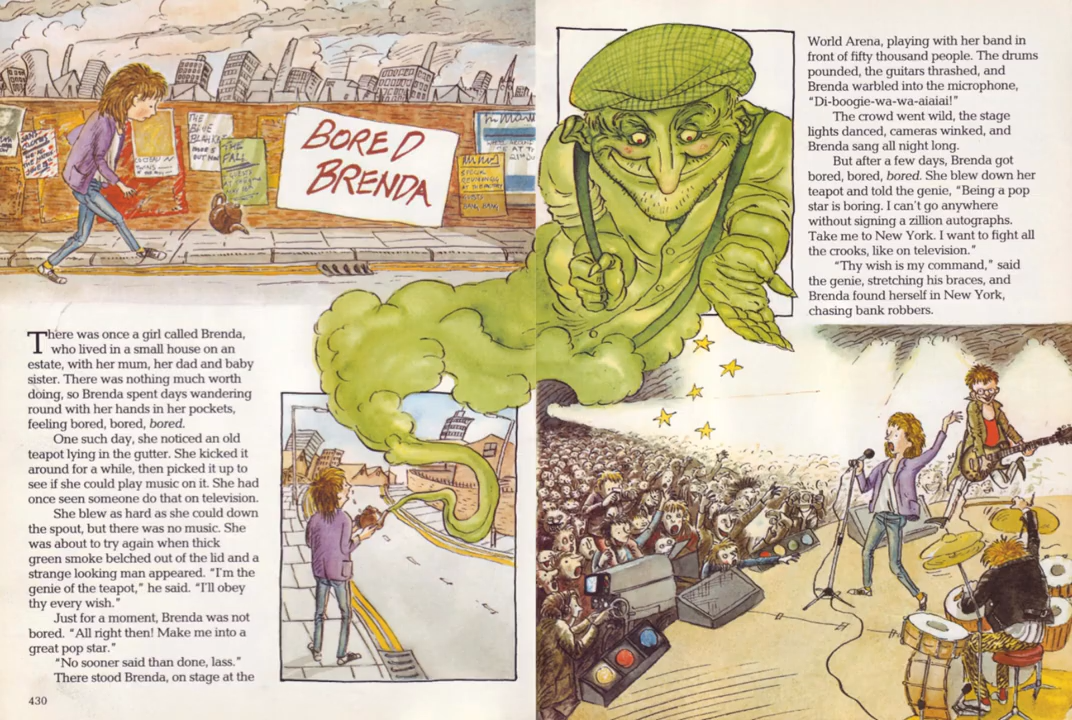 BORED
BRENDA
THE
FALL
There was once a girl called Brenda,
who lived in a small house on an
estate, with her mum, her dad and baby
sister. There was nothing much worth
doing, so Brenda spent days wandering
round with her hands in her pockets,
feeling bored, bored, bored.
One such day, she noticed an old
teapot lying in the gutter. She kicked it
around for a while, then picked it up to
see if she could play music on it. She had
once seen someone do that on television.
She blew as hard as she could down
the spout, but there was no music. She
was about to try again when thick
green smoke belched out of the lid and a
strange looking man appeared. "I'm the
genie of the teapot," he said. "I'll obey
thy every wish."
Just for a moment, Brenda was not
bored. "All right then! Make me into a
great pop star."
"No sooner said than done, lass."
There stood Brenda, on stage at the
430
World Arena, playing with her band in
front of fifty thousand people. The drums
pounded, the guitars thrashed, and
Brenda warbled into the microphone,
"Di-boogie-wa-wa-aiaiai!"
The crowd went wild, the stage
lights danced, cameras winked, and
Brenda sang all night long.
But after a few days, Brenda got
bored, bored, bored. She blew down her
teapot and told the genie, "Being a pop
star is boring. I can't go anywhere
without signing a zillion autographs.
Take me to New York. I want to fight all
the crooks, like on television."
"Thy wish is my command," said
the genie, stretching his braces, and
Brenda found herself in New York,
chasing bank robbers.